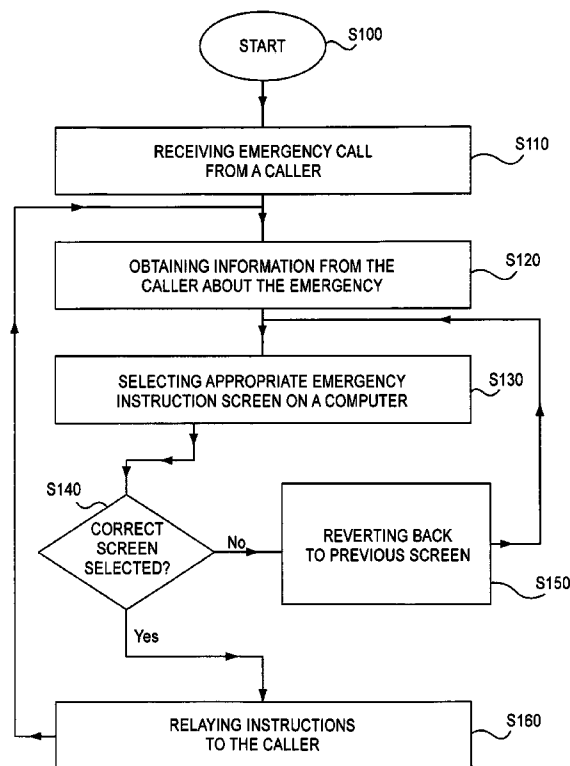 START
S100
RECEIVING EMERGENCY CALL
FROM A CALLER
S110
OBTAINING INFORMATION FROM THE
CALLER ABOUT THE EMERGENCY
S120
SELECTING APPROPRIATE EMERGENCY
INSTRUCTION SCREEN ON A COMPUTER
S130
S140
CORRECT
SCREEN
SELECTED?
No
REVERTING BACK
TO PREVIOUS SCREEN
S150
Yes
RELAYING INSTRUCTIONS
TO THE CALLER
S160